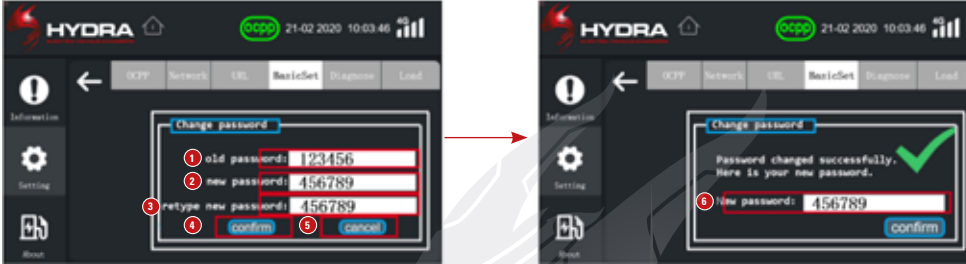 HYDRA
ocpp 21-02 2020 10:03:46 4G
OCPP Network URL BasicSet Diagnose Load
Information
Change password
1 old password: 123456
2 new password: 456789
Setting
3 retype new password: 456789
4 confirm 5 cancel
About
HYDRA
ocpp 21-02 2020 10:03:46 4G
OCPP Network URL BasicSet Diagnose Load
Information
Change password
Password changed successfully.
Here is your new password.
Setting
6 New password: 456789
confirm
About